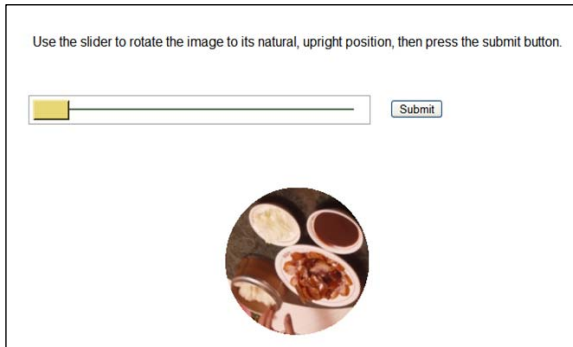 Use the slider to rotate the image to its natural, upright position, then press the submit button.
Submit